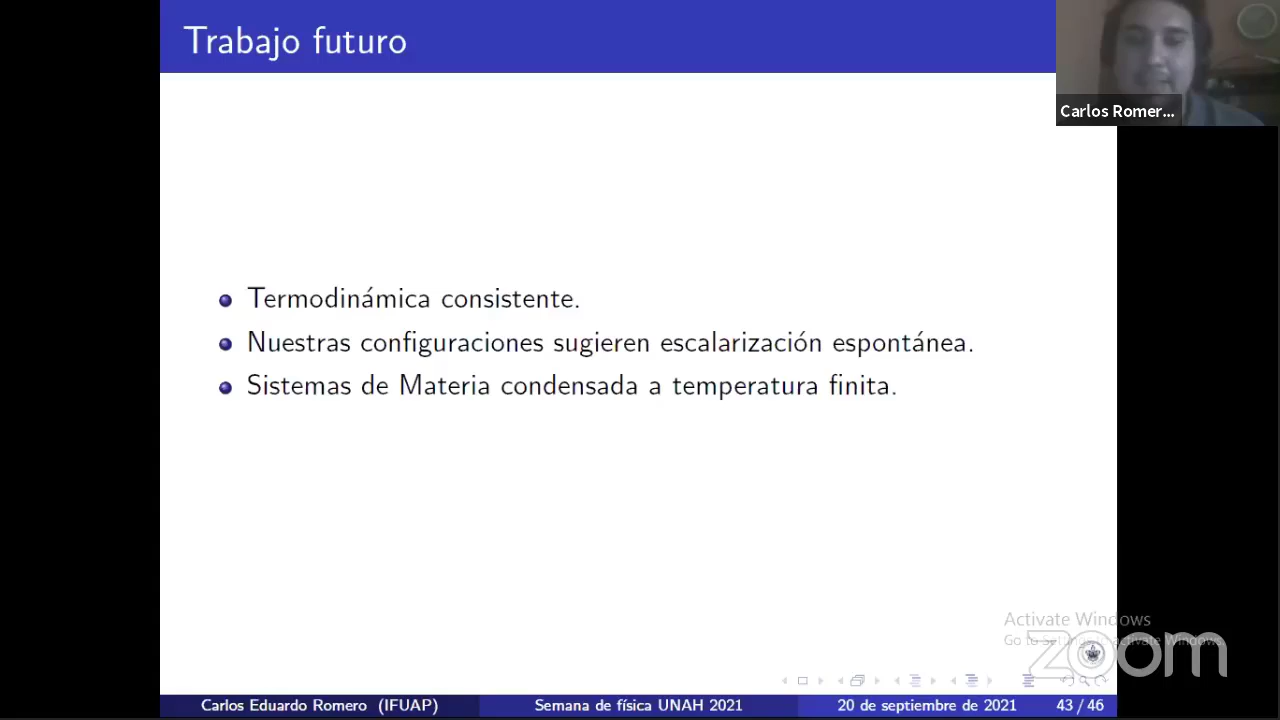 Trabajo futuro
Carlos Romer...
Termodinámica consistente.
Nuestras configuraciones sugieren escalarización espontánea.
Sistemas de Materia condensada a temperatura finita.
Activate Windows
Go to Settings to activate Windows.
zoom
Carlos Eduardo Romero (IFUAP)
Semana de física UNAH 2021
20 de septiembre de 2021
43 / 46